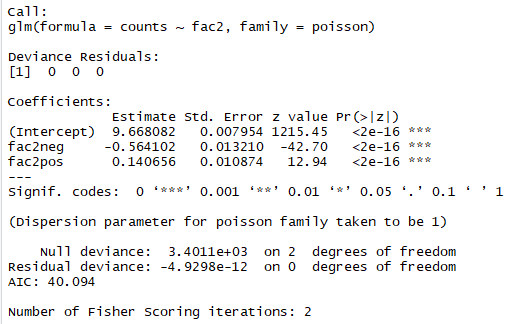 Call:
glm(formula = counts ~ fac2, family = poisson)
Deviance Residuals:
[1]  0  0  0
Coefficients:
             Estimate Std. Error z value Pr(>|z|)
(Intercept)  9.668082   0.007954 1215.45   <2e-16 ***
fac2neg     -0.564102   0.013210  -42.70   <2e-16 ***
fac2pos      0.140656   0.010874   12.94   <2e-16 ***
---
Signif. codes:  0 ‘***’ 0.001 ‘**’ 0.01 ‘*’ 0.05 ‘.’ 0.1 ‘ ’ 1
(Dispersion parameter for poisson family taken to be 1)
    Null deviance:  3.4011e+03  on 2  degrees of freedom
Residual deviance: -4.9298e-12  on 0  degrees of freedom
AIC: 40.094
Number of Fisher Scoring iterations: 2